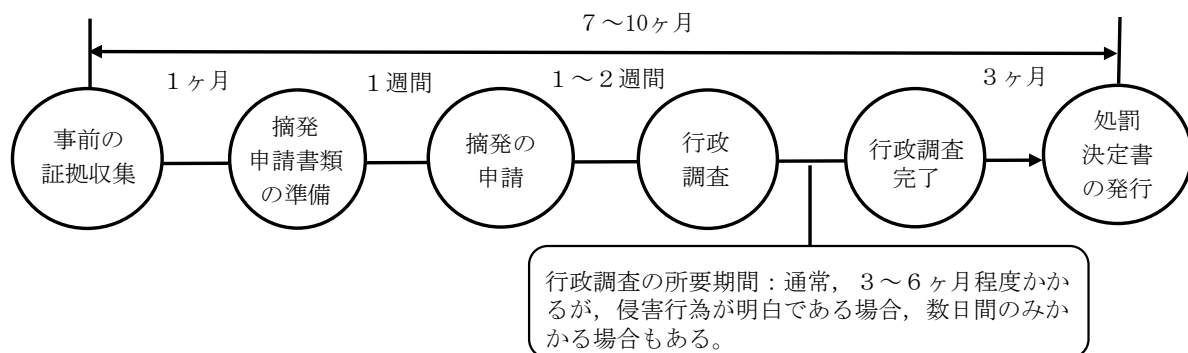 ７～10ヶ月
１ヶ月
１週間
１～２週間
３ヶ月
事前の
証拠収集
摘発
申請書類
の準備
摘発の
申請
行政
調査
行政調査
完了
処罰
決定書
の発行
行政調査の所要期間：通常，３～６ヶ月程度かか
るが，侵害行為が明白である場合，数日間のみか
かる場合もある。